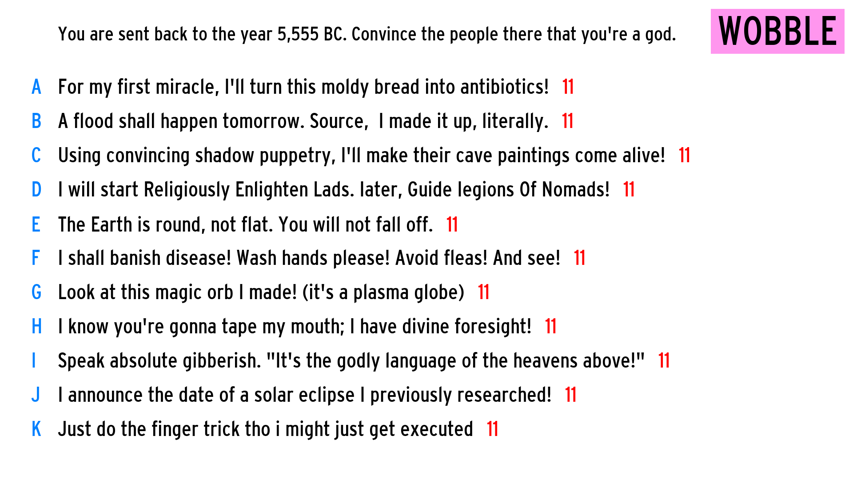 You are sent back to the year 5,555 BC. Convince the people there that you're a god.
WOBBLE
A For my first miracle, I'll turn this moldy bread into antibiotics! 11
B A flood shall happen tomorrow. Source,  I made it up, literally. 11
C Using convincing shadow puppetry, I'll make their cave paintings come alive! 11
D I will start Religiously Enlighten Lads. later, Guide legions Of Nomads! 11
E The Earth is round, not flat. You will not fall off. 11
F I shall banish disease! Wash hands please! Avoid fleas! And see! 11
G Look at this magic orb I made! (it's a plasma globe) 11
H I know you're gonna tape my mouth; I have divine foresight! 11
I Speak absolute gibberish. "It's the godly language of the heavens above!" 11
J I announce the date of a solar eclipse I previously researched! 11
K Just do the finger trick tho i might just get executed 11